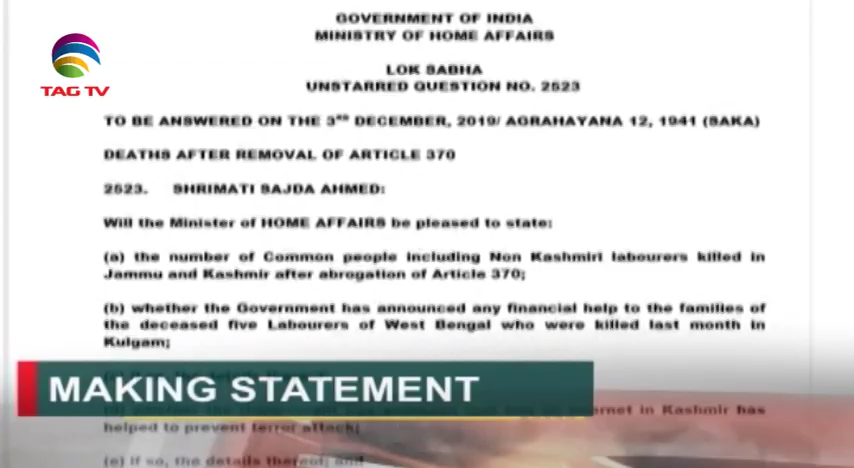 GOVERNMENT OF INDIA
MINISTRY OF HOME AFFAIRS
TAG TV
LOK SABHA
UNSTARRED QUESTION NO. 2523
TO BE ANSWERED ON THE 3RD DECEMBER, 2019/ AGRAHAYANA 12, 1941 (SAKA)
DEATHS AFTER REMOVAL OF ARTICLE 370
2523. SHRIMATI SAJDA AHMED:
Will the Minister of HOME AFFAIRS be pleased to state:
(a) the number of Common people including Non Kashmiri labourers killed in
Jammu and Kashmir after abrogation of Article 370;
(b) whether the Government has announced any financial help to the families of
the deceased five Labourers of West Bengal who were killed last month in
Kulgam;
MAKING STATEMENT
in Kashmir has
helped to prevent terror attack;
(e) if so, the details thereof; and